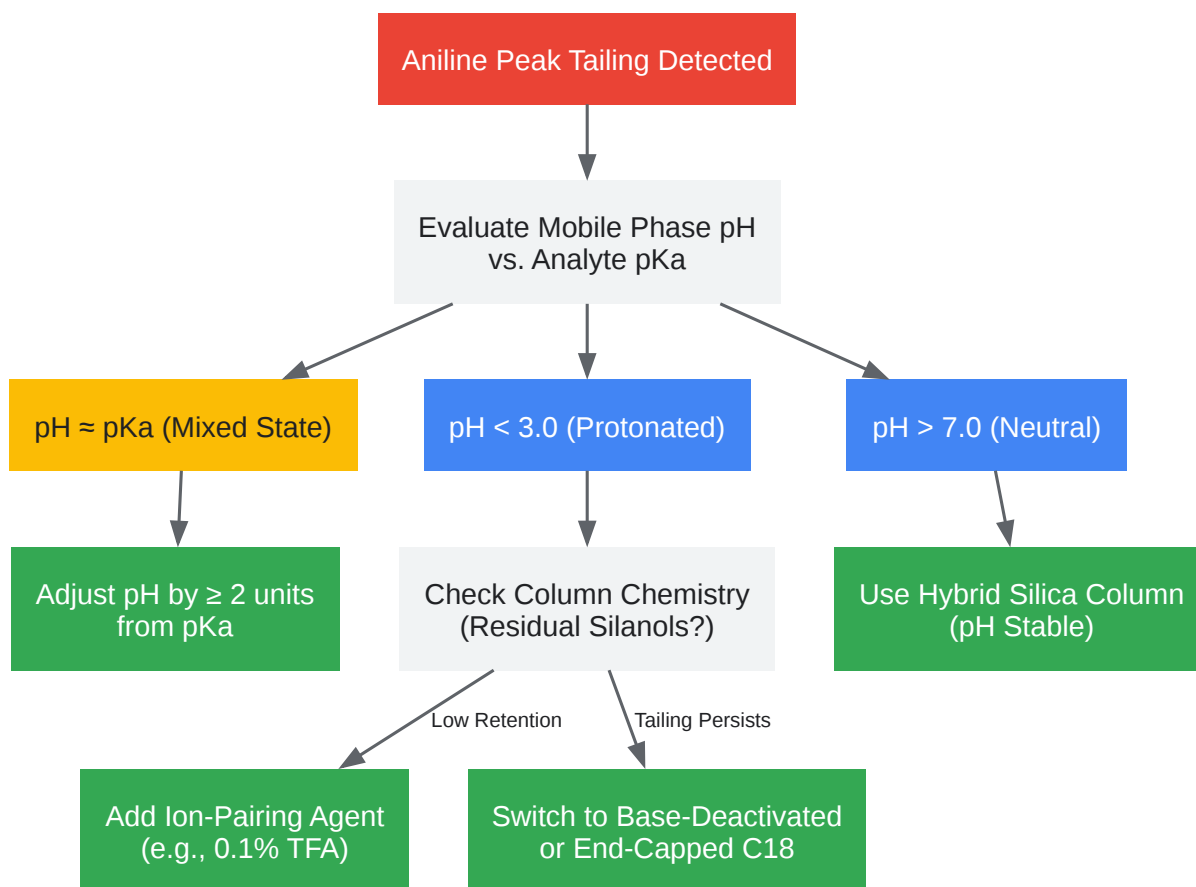 Aniline Peak Tailing Detected
Evaluate Mobile Phase pH
vs. Analyte pKa
pH ≈ pKa (Mixed State)
pH < 3.0 (Protonated)
pH > 7.0 (Neutral)
Adjust pH by ≥ 2 units
from pKa
Check Column Chemistry
(Residual Silanols?)
Use Hybrid Silica Column
(pH Stable)
Low Retention
Tailing Persists
Add Ion-Pairing Agent
(e.g., 0.1% TFA)
Switch to Base-Deactivated
or End-Capped C18